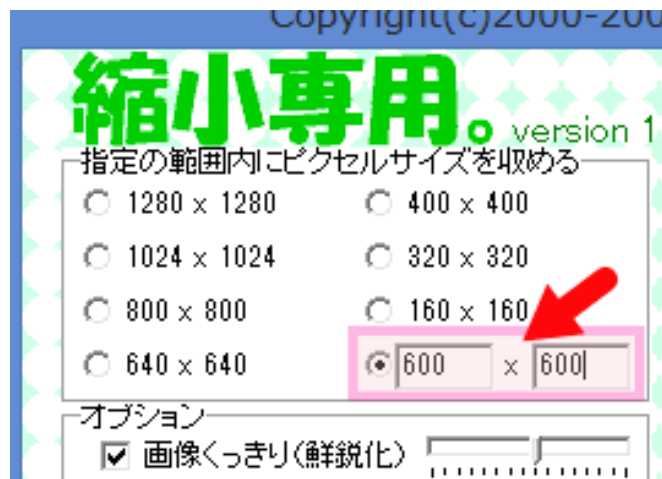 Copyright(c)2000-200
縮小専用。 version 1
指定の範囲内にピクセルサイズを収める
1280 x 1280 400 x 400
1024 x 1024 320 x 320
800 x 800 160 x 160
640 x 640 600 x 600
オプション
画像くっきり(鮮鋭化)